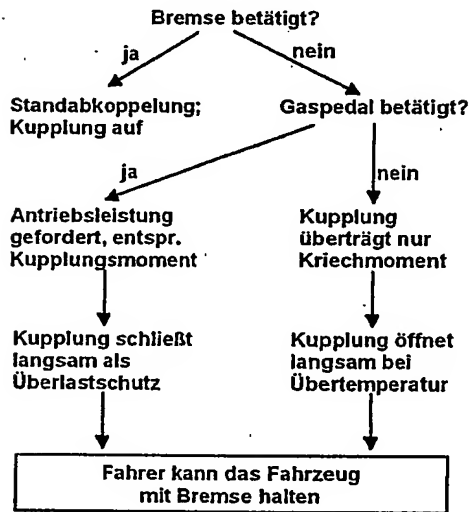 Bremse betätigt?
ja
nein
Standabkoppelung;
Kupplung auf
Gaspedal betätigt?
ja
nein
Antriebsleistung
gefordert, entspr.
Kupplungsmoment
Kupplung
überträgt nur
Kriechmoment
Kupplung schließt
langsam als
Überlastschutz
Kupplung öffnet
langsam bei
Übertemperatur
Fahrer kann das Fahrzeug
mit Bremse halten